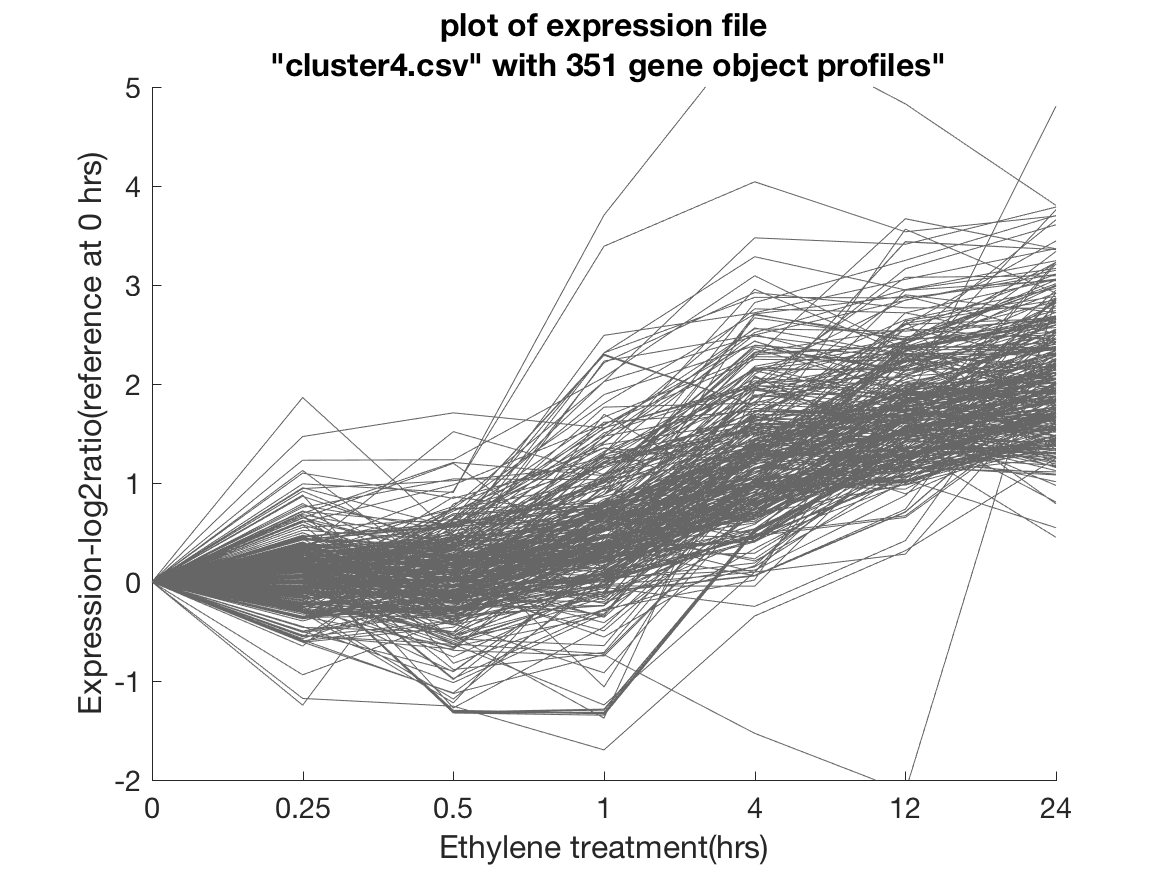 plot of expression file
"cluster4.csv" with 351 gene object profiles"
5
4
3
2
1
0
-1
-2
Expression-log2ratio(reference at 0 hrs)
0 0.25 0.5 1 4 12 24
Ethylene treatment(hrs)